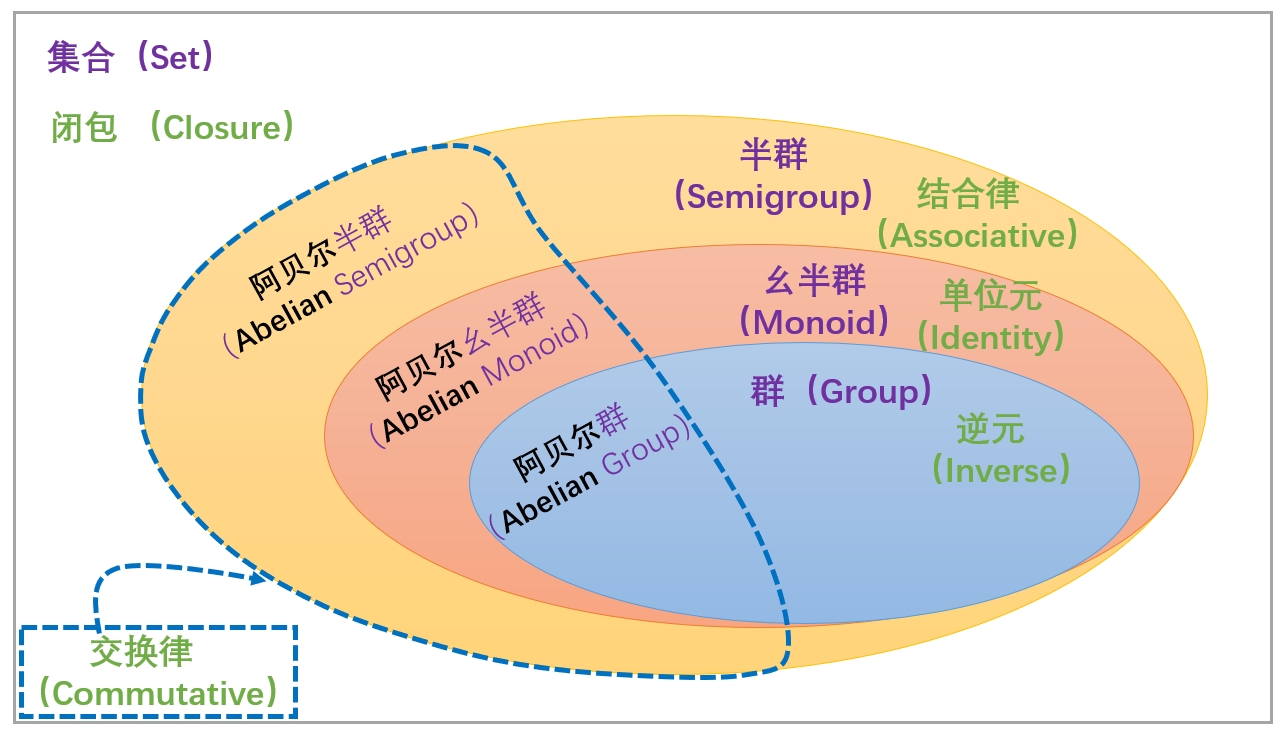 集合（Set）
闭包 （Closure）
半群
（Semigroup）
结合律
（Associative）
阿贝尔半群
（Abelian Semigroup）
幺半群
（Monoid）
单位元
（Identity）
阿贝尔幺半群
（Abelian Monoid）
群（Group）
逆元
（Inverse）
阿贝尔群
（Abelian Group）
交换律
（Commutative）